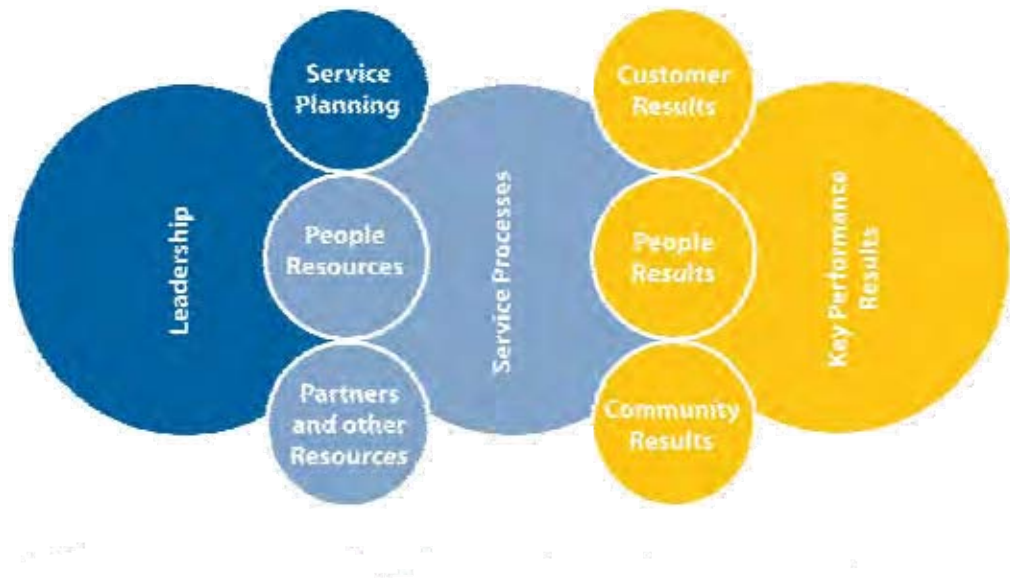 Leadership
Service
Planning
People
Resources
Partners
and other
Resources
Service Processes
Customer
Results
People
Results
Community
Results
Key Performance
Results